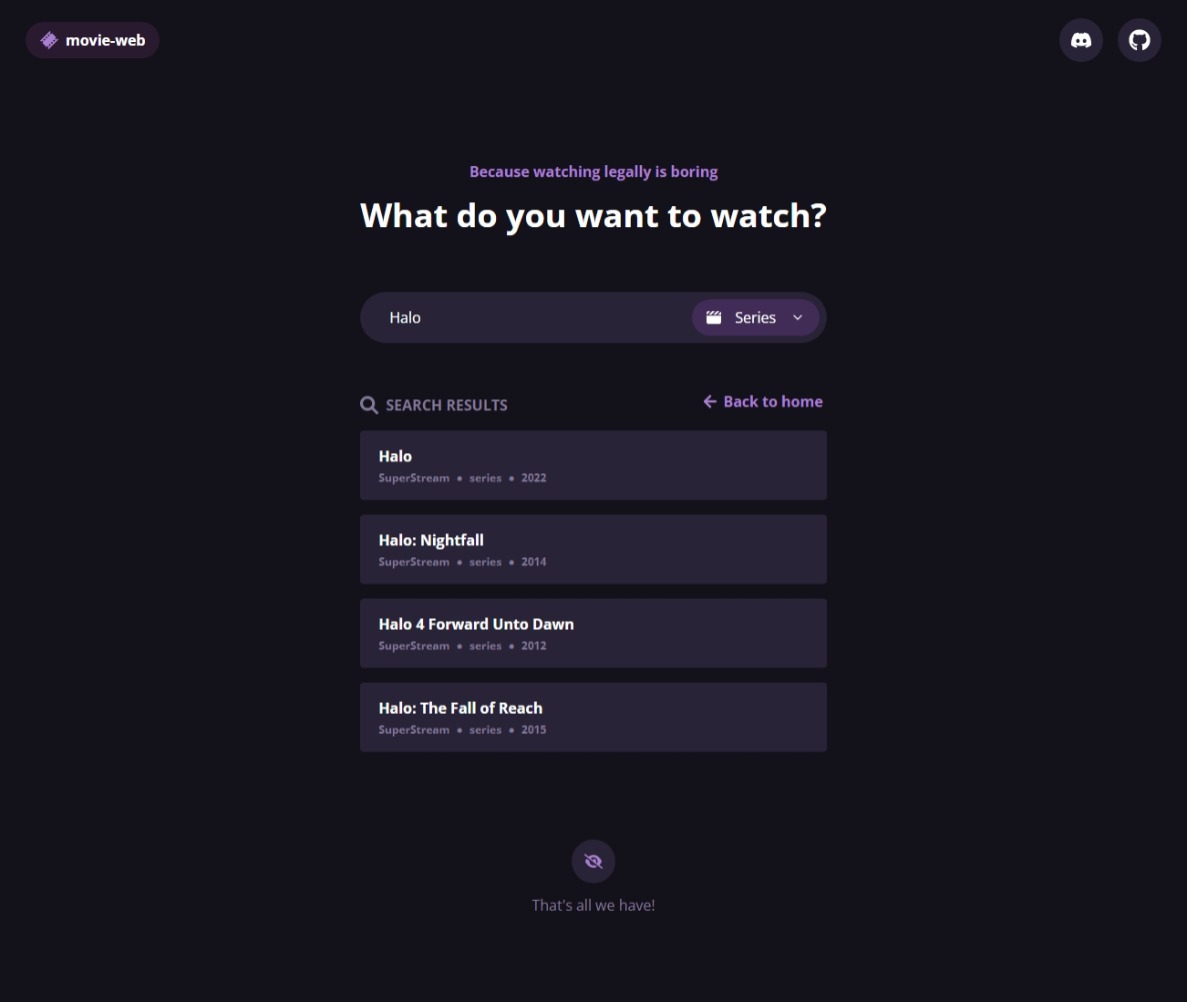 movie-web
Because watching legally is boring
What do you want to watch?
Halo
Series
SEARCH RESULTS
Back to home
Halo
SuperStream • series • 2022
Halo: Nightfall
SuperStream • series • 2014
Halo 4 Forward Unto Dawn
SuperStream • series • 2012
Halo: The Fall of Reach
SuperStream • series • 2015
That's all we have!